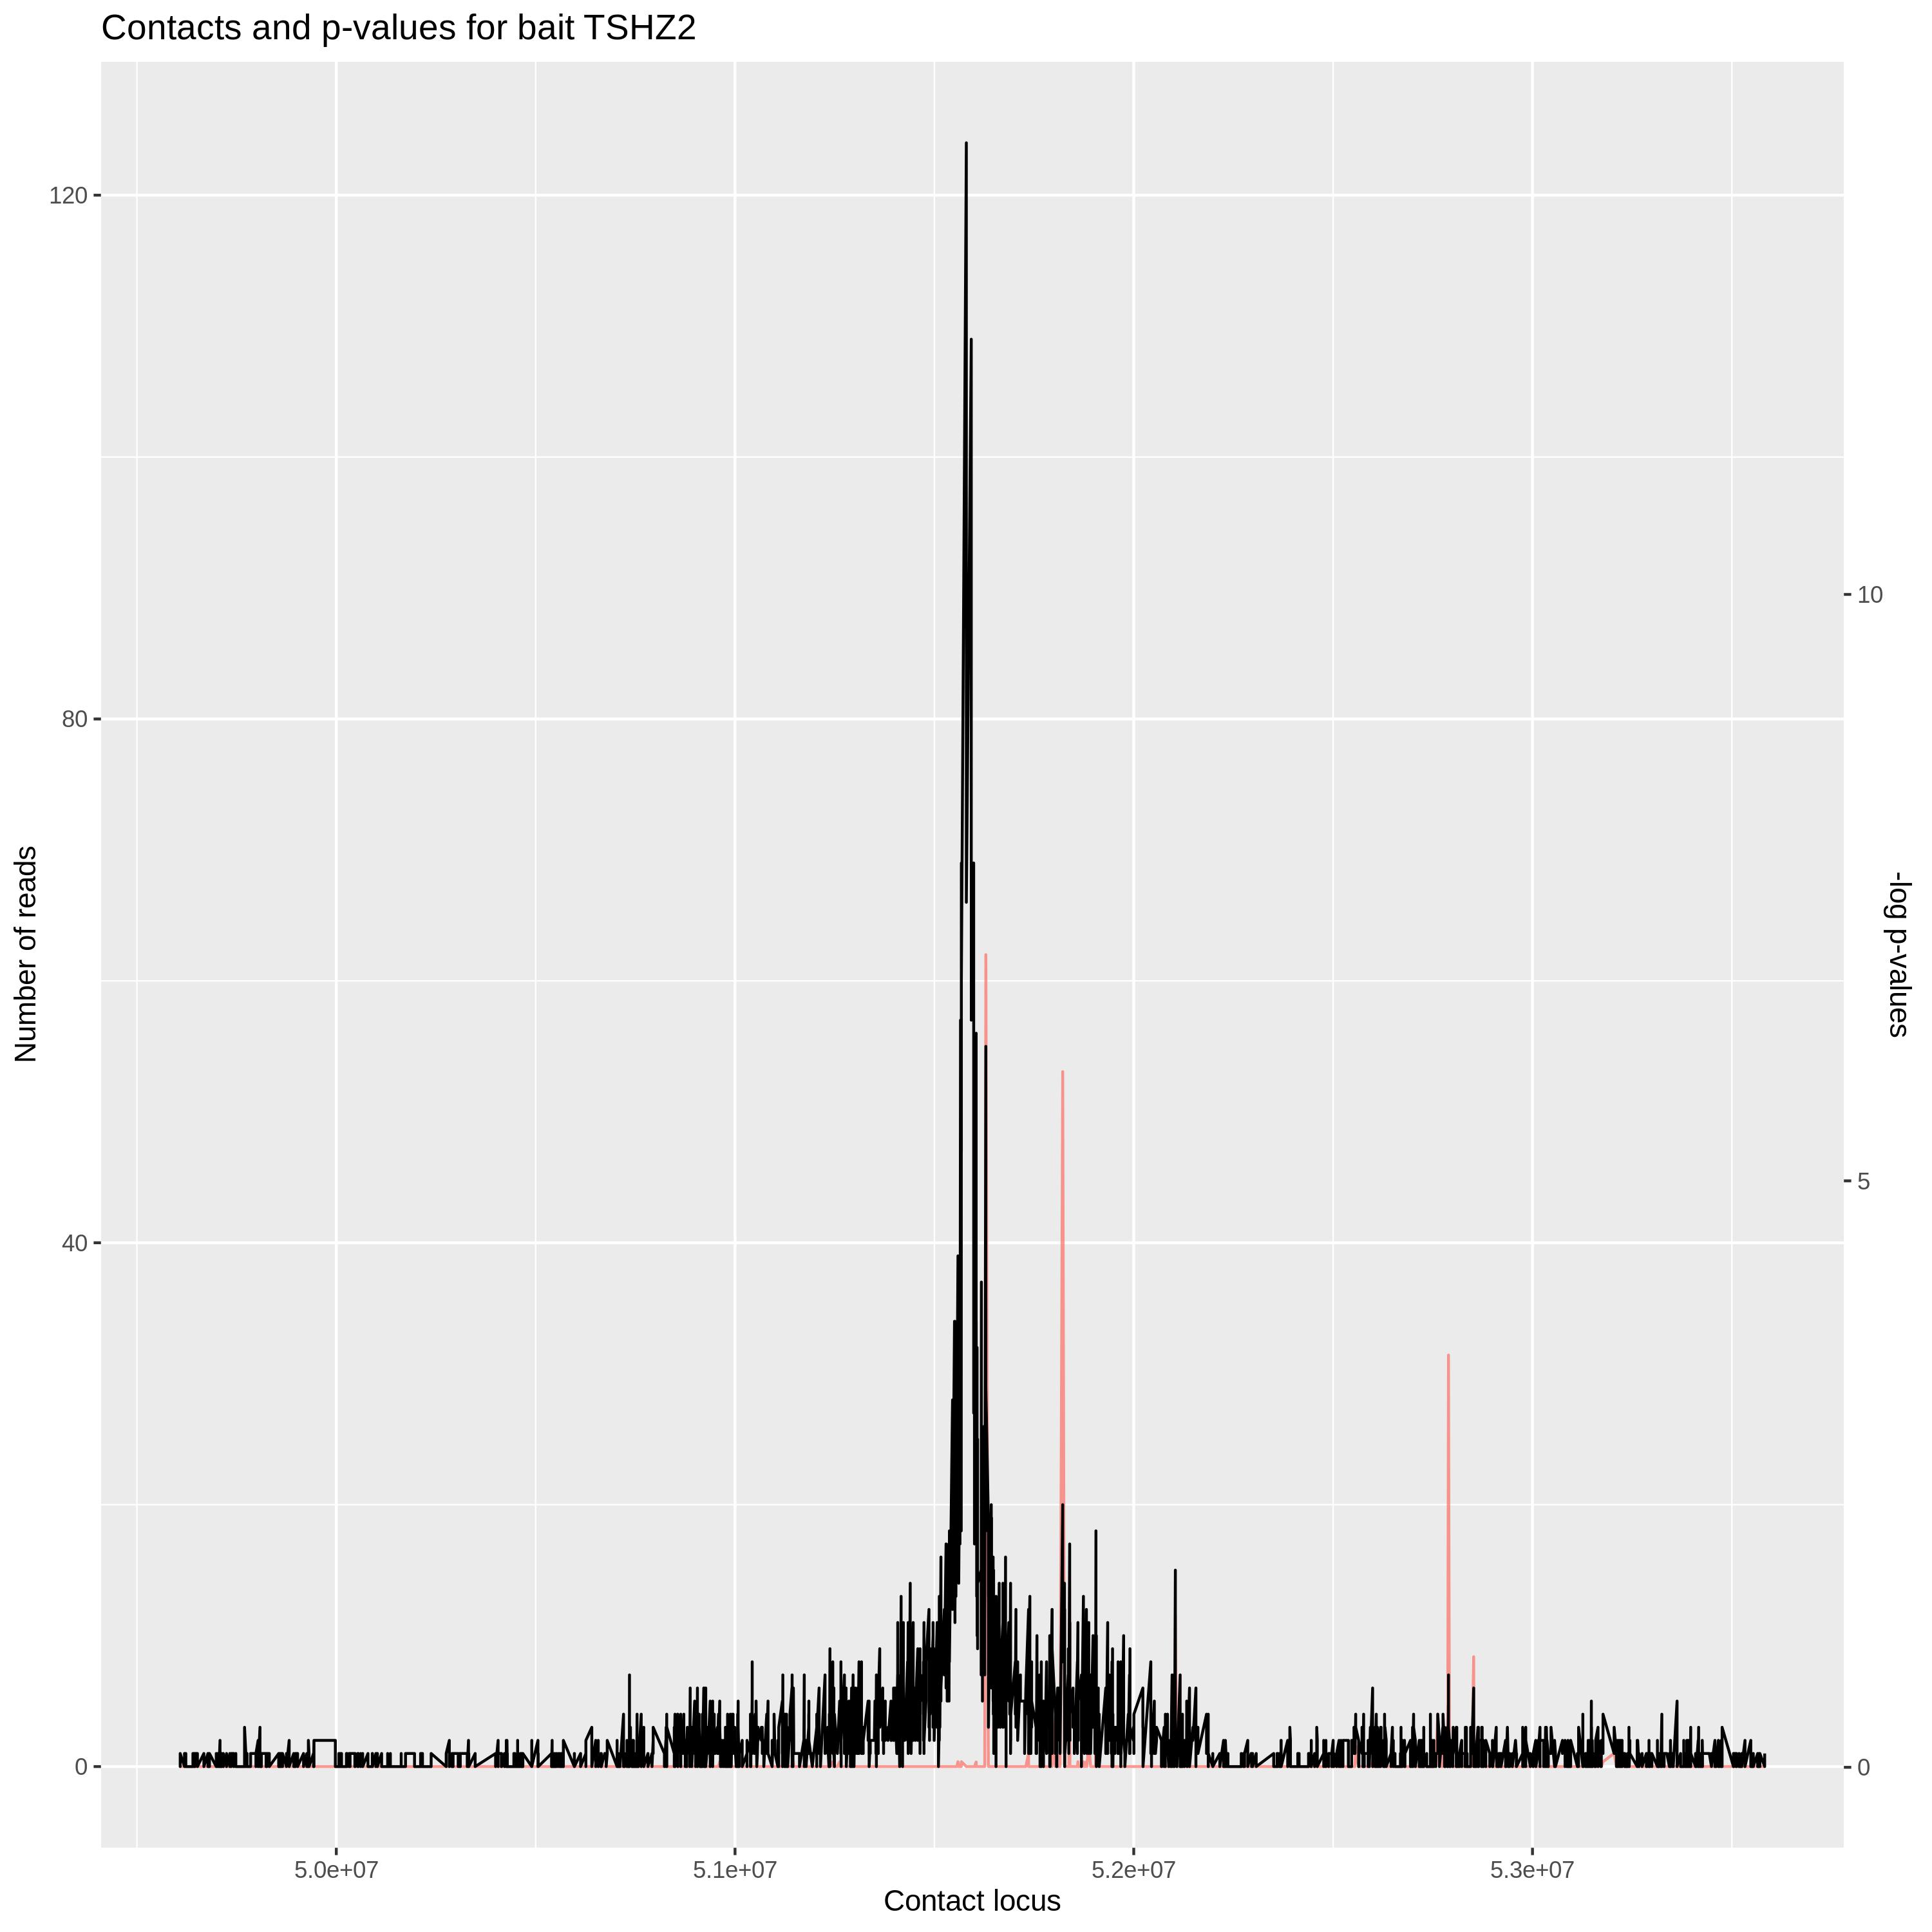 Contacts and p-values for bait TSHZ2
120
80
40
0
Number of reads
10
5
0
-log p-values
5.0e+07
5.1e+07
5.2e+07
5.3e+07
Contact locus